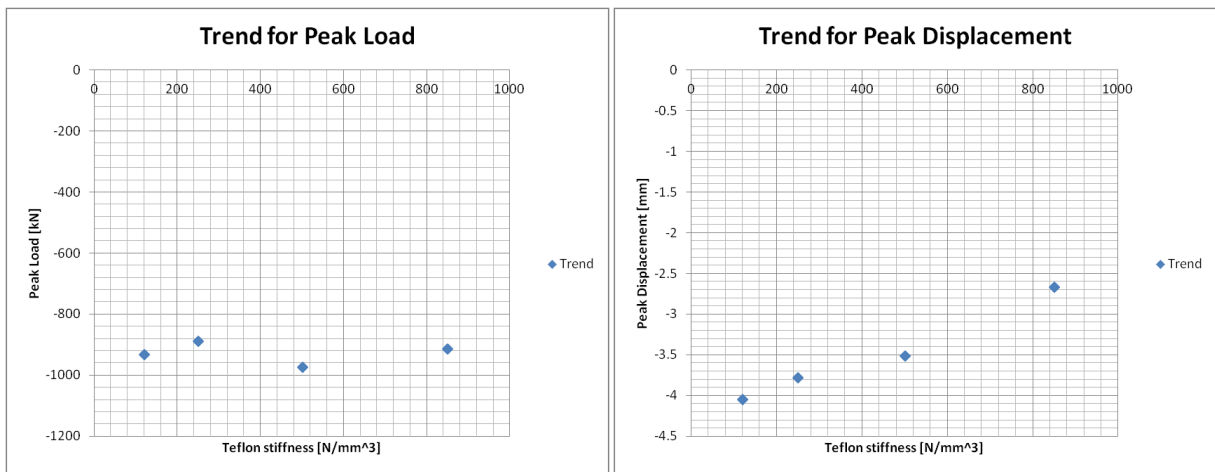 Trend for Peak Load
0
0 200 400 600 800 1000
-200
-400
-600
-800
-1000
-1200
Peak Load [kN]
Teflon stiffness [N/mm^3]
Trend
Trend for Peak Displacement
0
0 200 400 600 800 1000
-0.5
-1
-1.5
-2
-2.5
-3
-3.5
-4
-4.5
Peak Displacement [mm]
Teflon stiffness [N/mm^3]
Trend